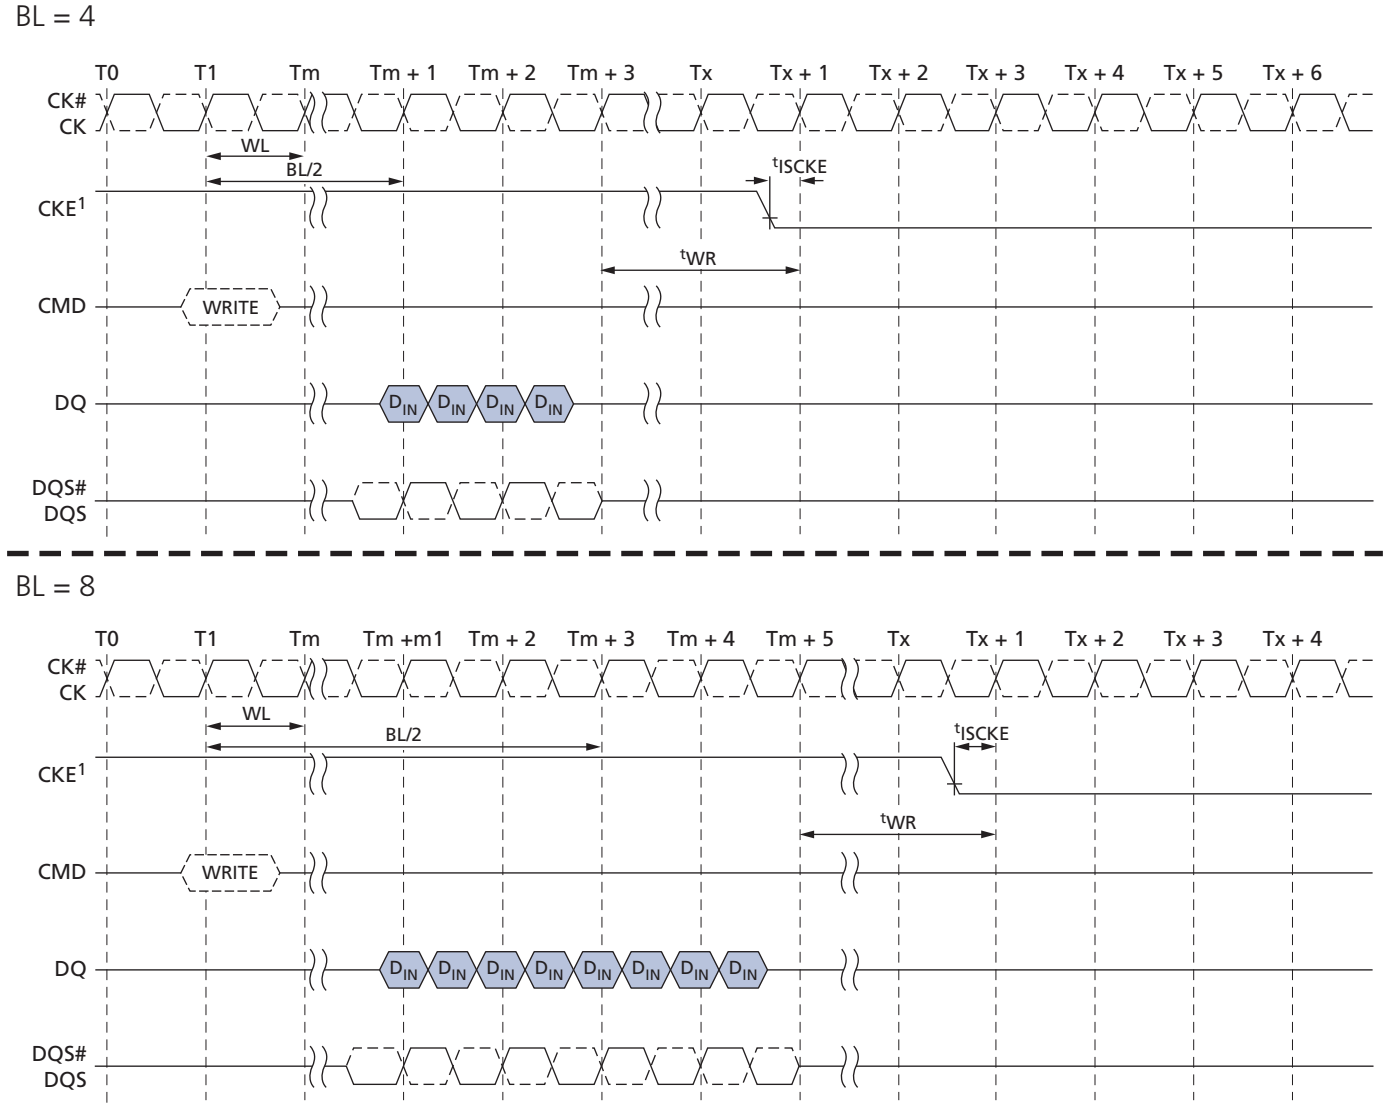 BL = 4
T0 T1 Tm Tm + 1 Tm + 2 Tm + 3 Tx Tx + 1 Tx + 2 Tx + 3 Tx + 4 Tx + 5 Tx + 6
CK#
CK
WL
BL/2
tISCKE
CKE1
tWR
CMD WRITE
DQ DIN DIN DIN DIN
DQS#
DQS
BL = 8
T0 T1 Tm Tm +m1 Tm + 2 Tm + 3 Tm + 4 Tm + 5 Tx Tx + 1 Tx + 2 Tx + 3 Tx + 4
CK#
CK
WL
BL/2
tISCKE
CKE1
tWR
CMD WRITE
DQ DIN DIN DIN DIN DIN DIN DIN DIN
DQS#
DQS